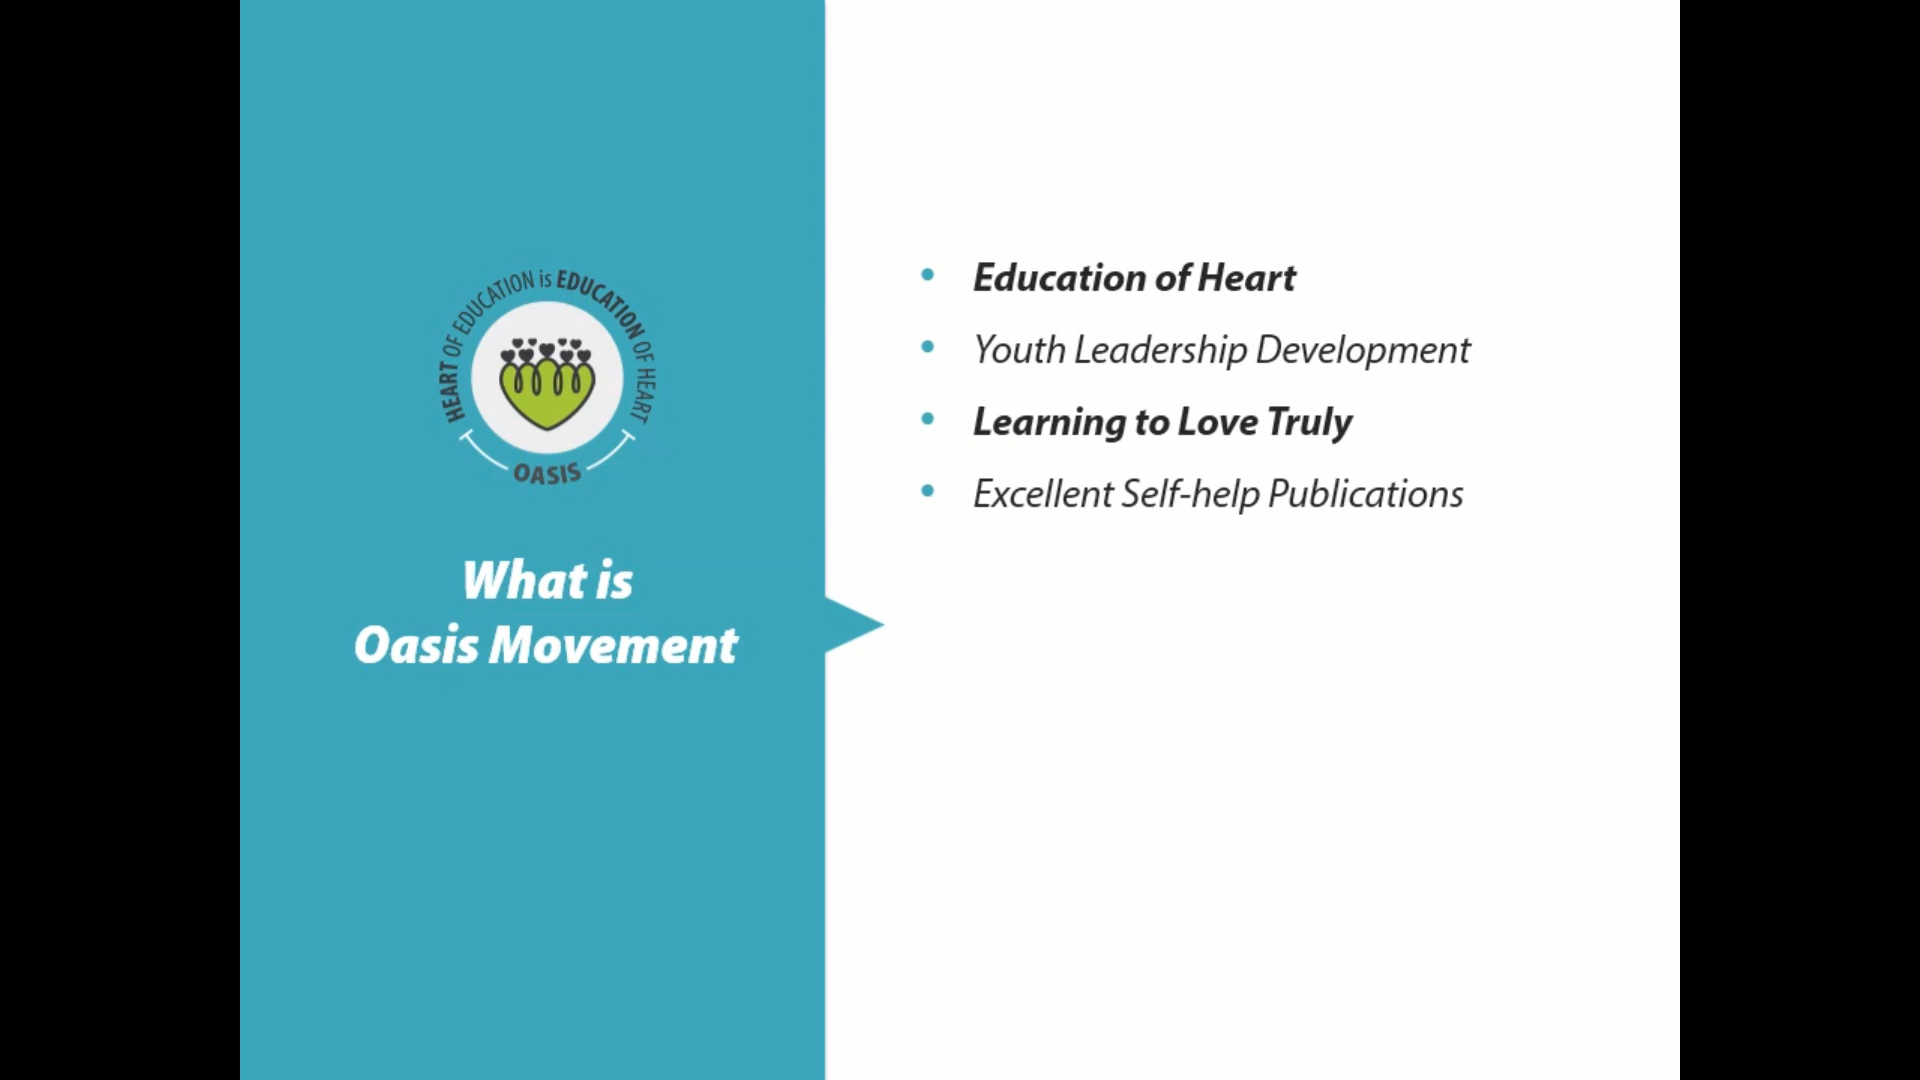 HEART OF EDUCATION is EDUCATION OF HEART
OASIS
What is
Oasis Movement
Education of Heart
Youth Leadership Development
Learning to Love Truly
Excellent Self-help Publications